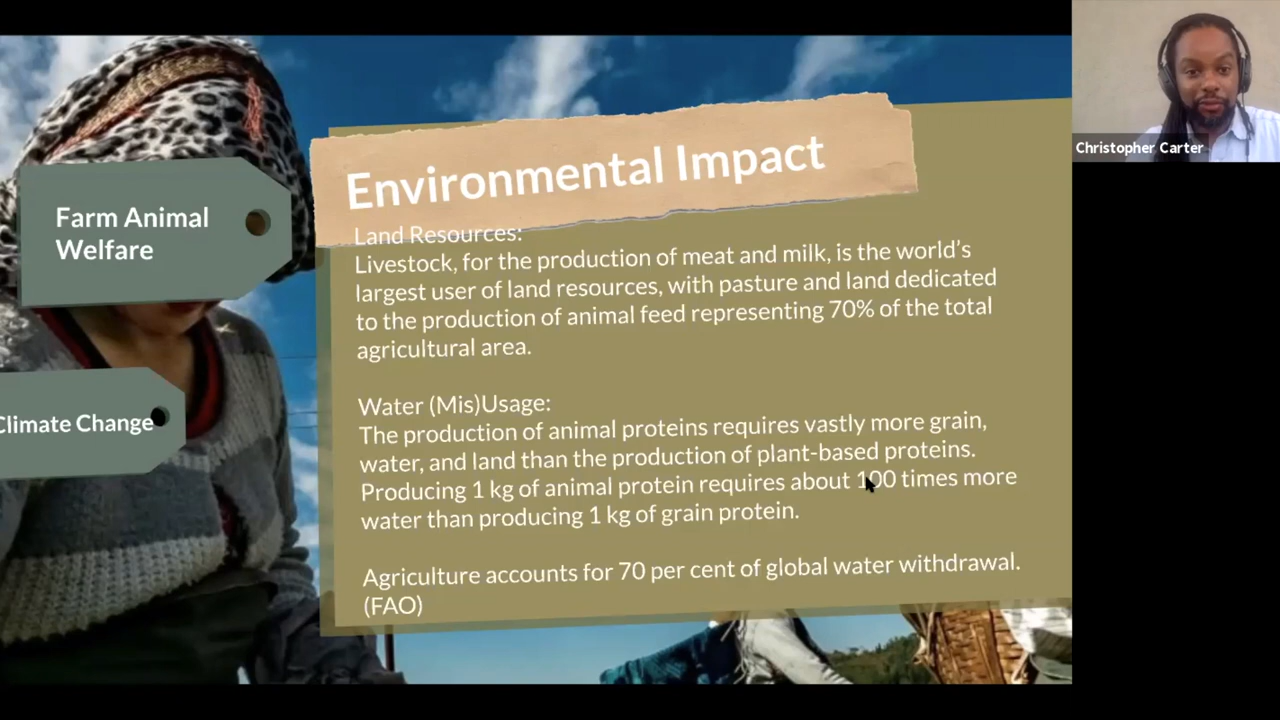 Farm Animal
Welfare
Climate Change
Environmental Impact
Land Resources:
Livestock, for the production of meat and milk, is the world’s
largest user of land resources, with pasture and land dedicated
to the production of animal feed representing 70% of the total
agricultural area.
Water (Mis)Usage:
The production of animal proteins requires vastly more grain,
water, and land than the production of plant-based proteins.
Producing 1 kg of animal protein requires about 100 times more
water than producing 1 kg of grain protein.
Agriculture accounts for 70 per cent of global water withdrawal.
(FAO)
Christopher Carter